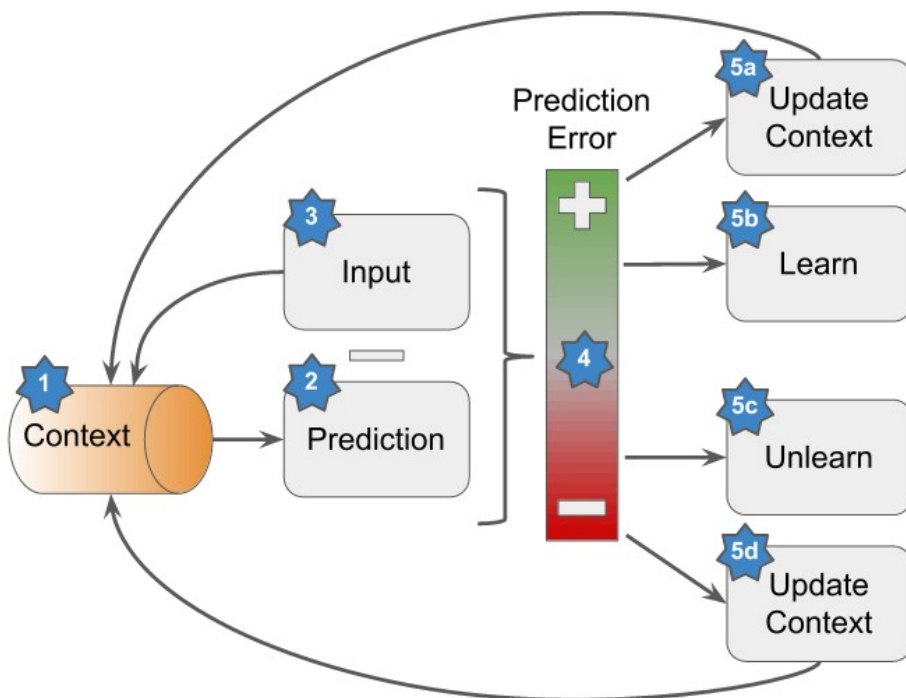 5a
Update
Context
Prediction
Error
3
Input
5b
Learn
4
1
Context
2
Prediction
5c
Unlearn
5d
Update
Context